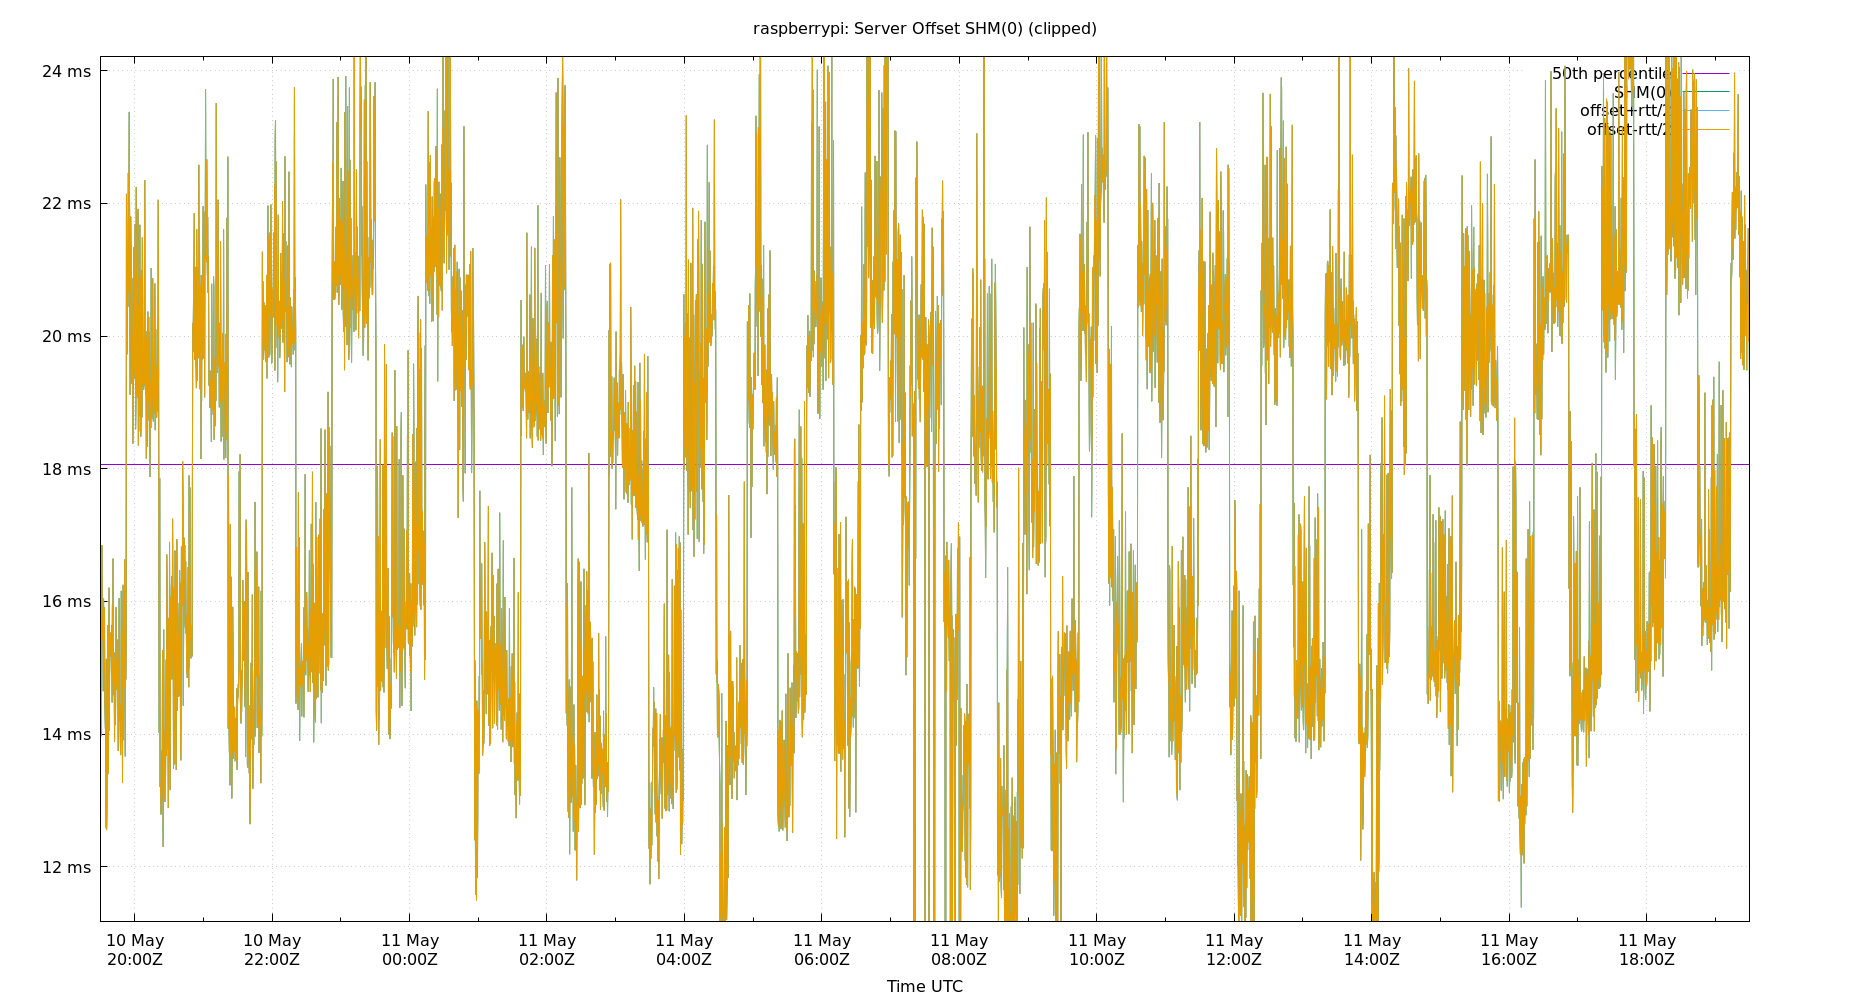 raspberrypi: Server Offset SHM(0) (clipped)
24 ms
22 ms
20 ms
18 ms
16 ms
14 ms
12 ms
50th percentile
SHM(0)
offset+rtt/2
offset-rtt/2
10 May 10 May 11 May 11 May 11 May 11 May 11 May 11 May 11 May 11 May 11 May 11 May
20:00Z 22:00Z 00:00Z 02:00Z 04:00Z 06:00Z 08:00Z 10:00Z 12:00Z 14:00Z 16:00Z 18:00Z
Time UTC